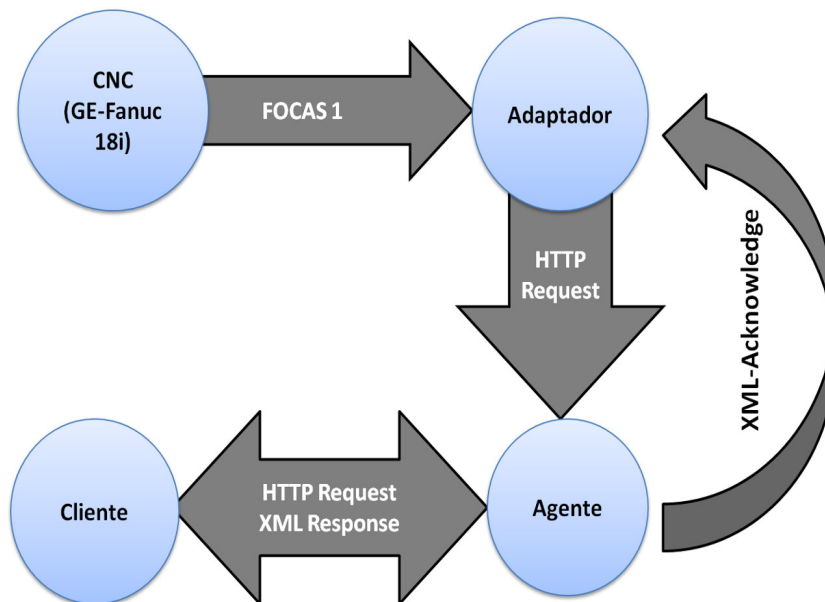 CNC
(GE-Fanuc
18i)
FOCAS 1
Adaptador
HTTP
Request
XML-Acknowledge
Cliente
HTTP Request
XML Response
Agente